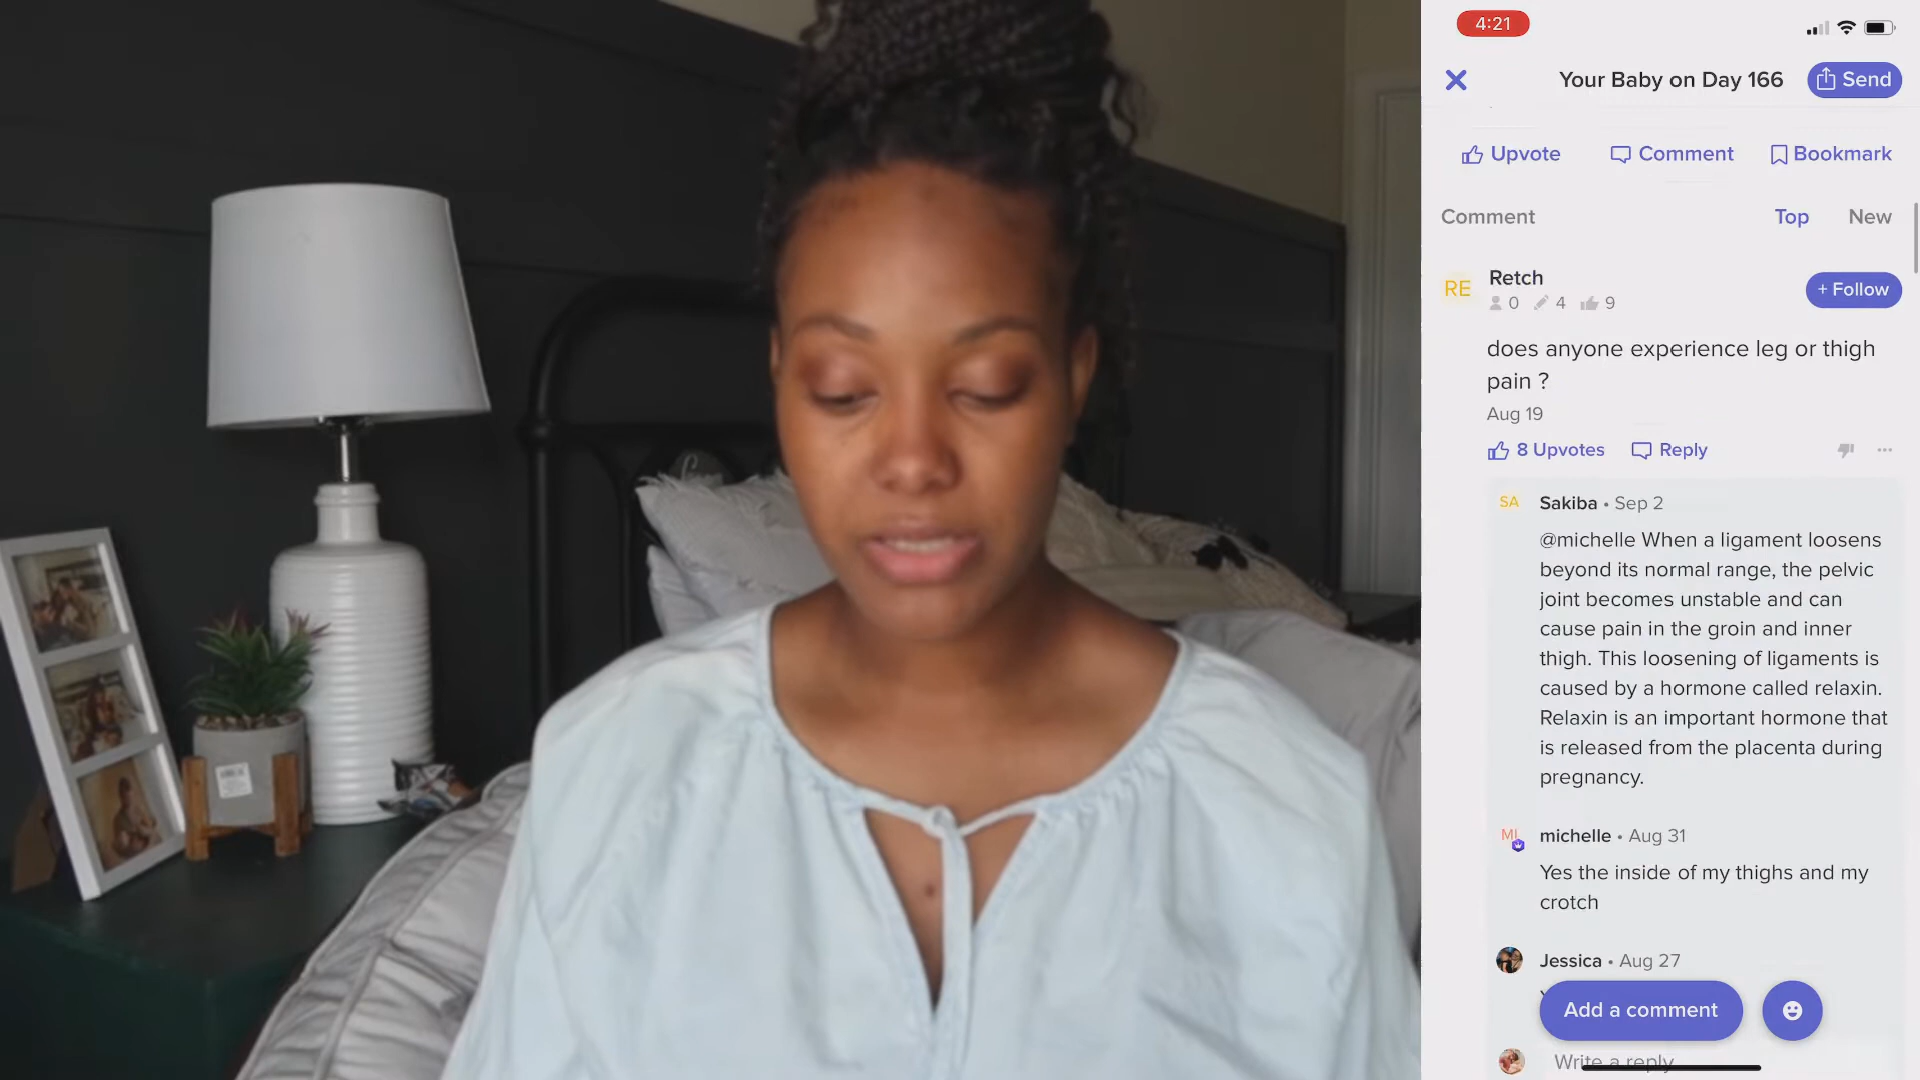 4:21
Your Baby on Day 166
Send
Upvote
Comment
Bookmark
Comment
Top
New
RE
Retch
0 4 9
+ Follow
does anyone experience leg or thigh
pain ?
Aug 19
8 Upvotes
Reply
SA
Sakiba • Sep 2
@michelle When a ligament loosens
beyond its normal range, the pelvic
joint becomes unstable and can
cause pain in the groin and inner
thigh. This loosening of ligaments is
caused by a hormone called relaxin.
Relaxin is an important hormone that
is released from the placenta during
pregnancy.
MI
michelle • Aug 31
Yes the inside of my thighs and my
crotch
Jessica • Aug 27
Add a comment
Write a reply